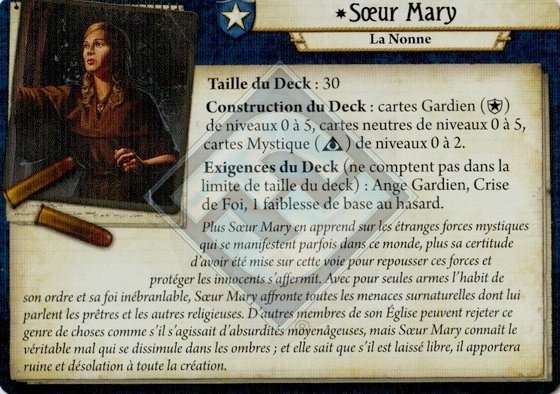 *Sœur Mary
La Nonne
Taille du Deck : 30
Construction du Deck : cartes Gardien ( )
de niveaux 0 à 5, cartes neutres de niveaux 0 à 5,
cartes Mystique ( ) de niveaux 0 à 2.
Exigences du Deck (ne comptent pas dans la
limite de taille du deck) : Ange Gardien, Crise
de Foi, 1 faiblesse de base au hasard.
Plus Sœur Mary en apprend sur les étranges forces mystiques
qui se manifestent parfois dans ce monde, plus sa certitude
d'avoir été mise sur cette voie pour repousser ces forces et
protéger les innocents s'affermit. Avec pour seules armes l'habit de
son ordre et sa foi inébranlable, Sœur Mary affronte toutes les menaces surnaturelles dont lui
parlent les prêtres et les autres religieuses. D'autres membres de son Église peuvent rejeter ce
genre de choses comme s'il s'agissait d'absurdités moyenâgeuses, mais Sœur Mary connaît le
véritable mal qui se dissimule dans les ombres ; et elle sait que s'il est laissé libre, il apportera
ruine et désolation à toute la création.